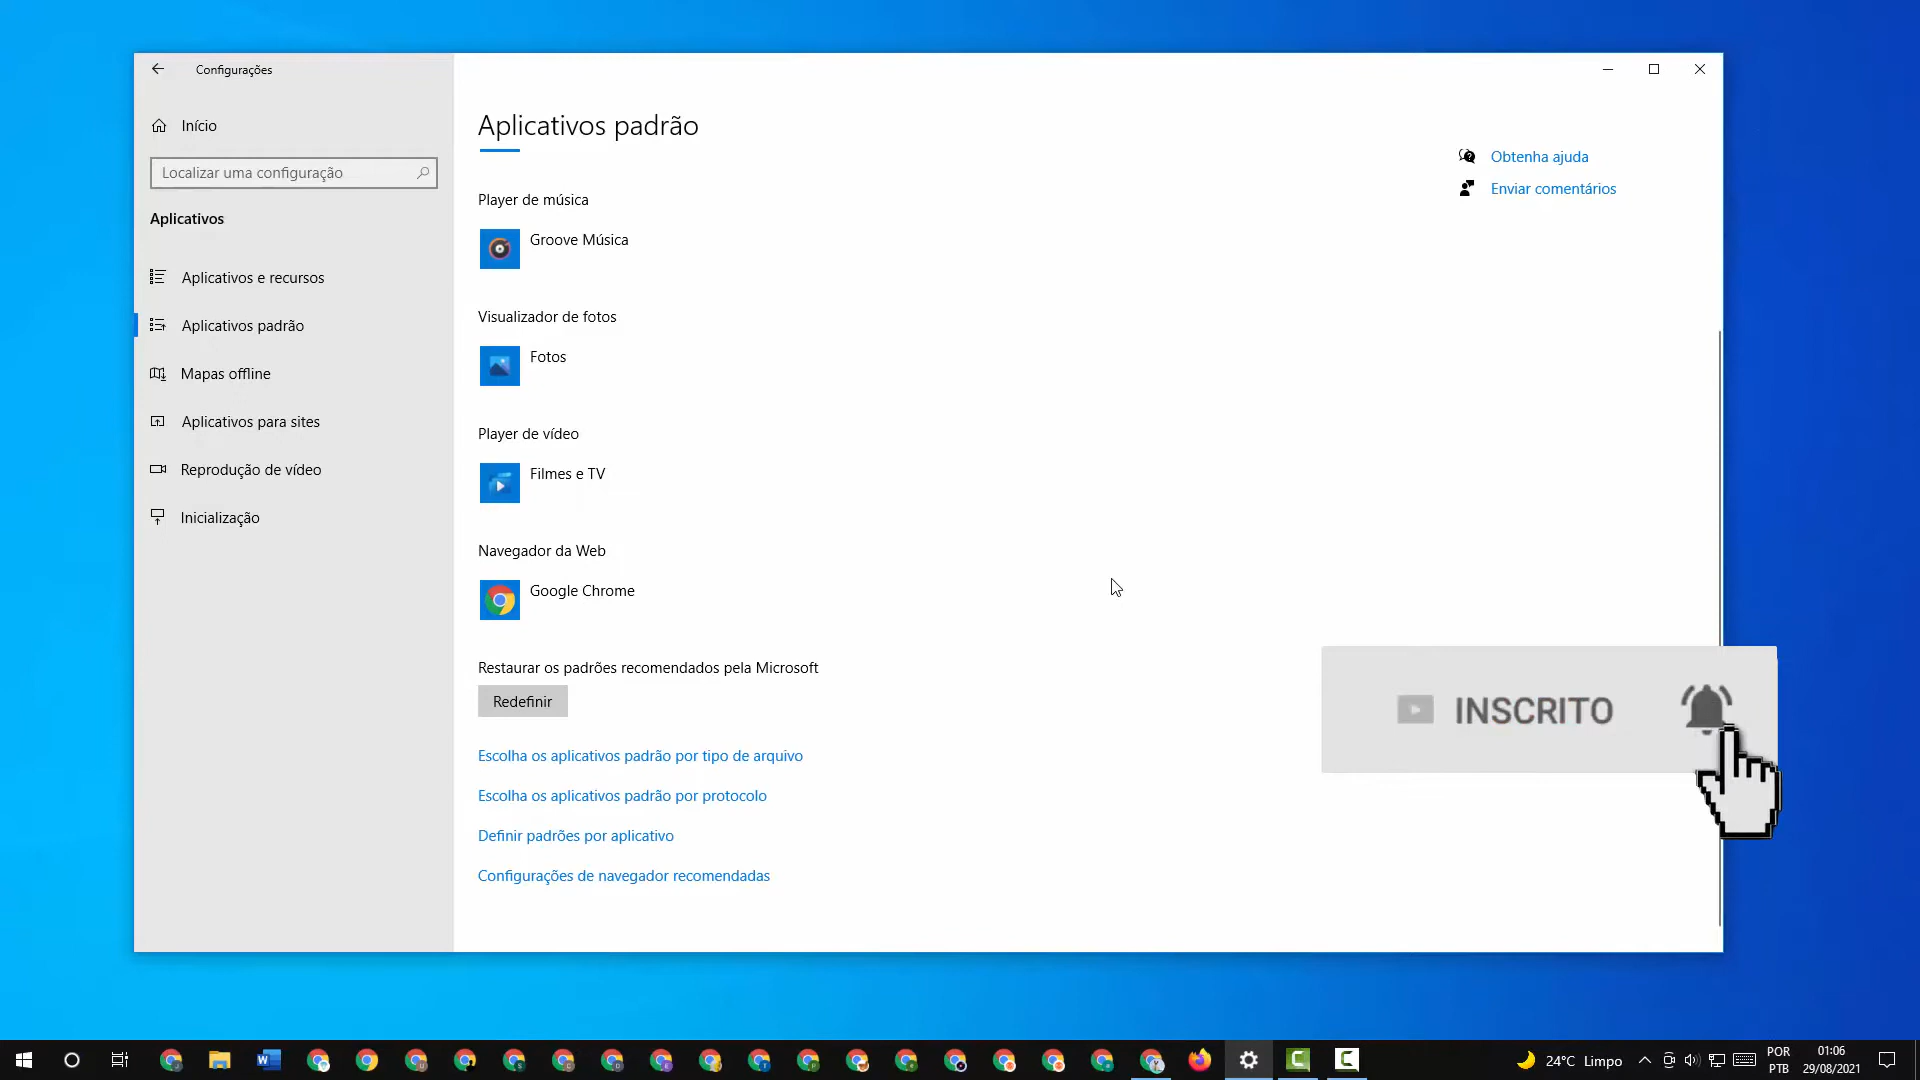 Configurações
Início
Localizar uma configuração
Aplicativos
Aplicativos e recursos
Aplicativos padrão
Mapas offline
Aplicativos para sites
Reprodução de vídeo
Inicialização
Aplicativos padrão
Player de música
Groove Música
Visualizador de fotos
Fotos
Player de vídeo
Filmes e TV
Navegador da Web
Google Chrome
Restaurar os padrões recomendados pela Microsoft
Redefinir
Escolha os aplicativos padrão por tipo de arquivo
Escolha os aplicativos padrão por protocolo
Definir padrões por aplicativo
Configurações de navegador recomendadas
Obtenha ajuda
Enviar comentários
INSCRITO
24°C Limpo
POR
PTB
01:06
29/08/2021